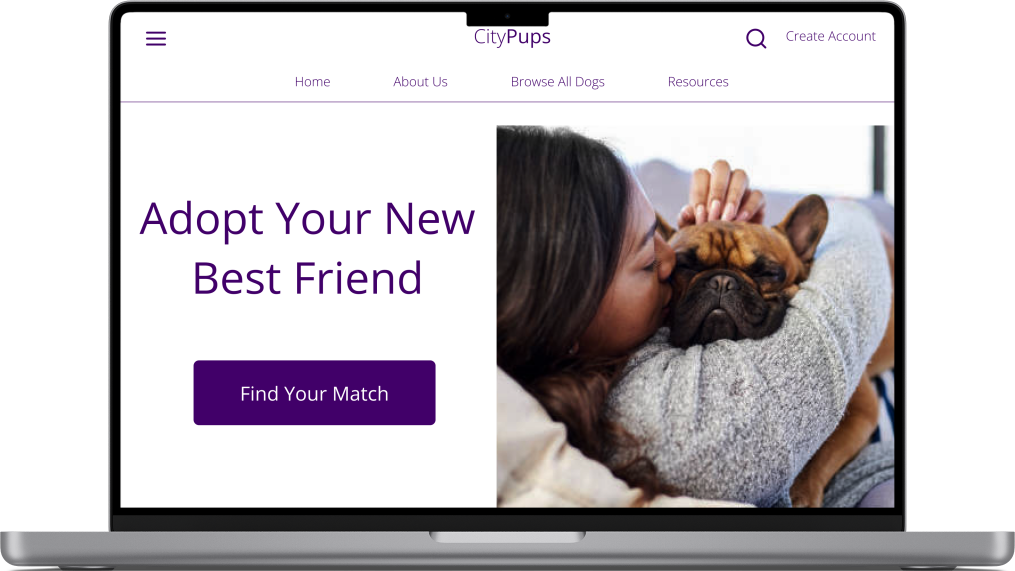 CityPups
Create Account
Home
About Us
Browse All Dogs
Resources
Adopt Your New
Best Friend
Find Your Match